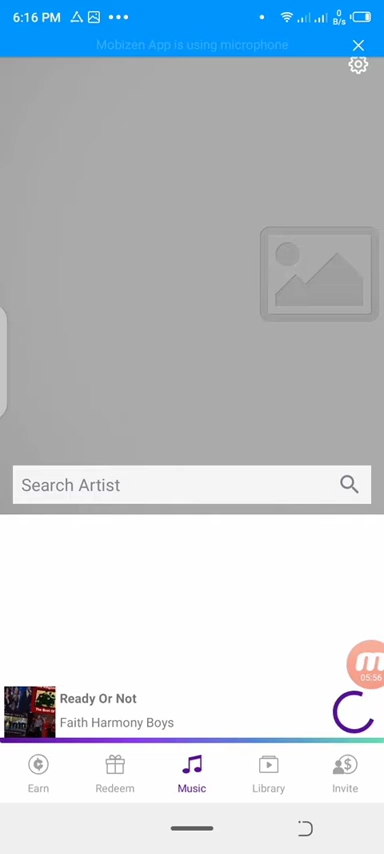 6:16 PM
0
B/s
Mobizen App is using microphone
Search Artist
05:56
Ready Or Not
Faith Harmony Boys
Earn
Redeem
Music
Library
Invite